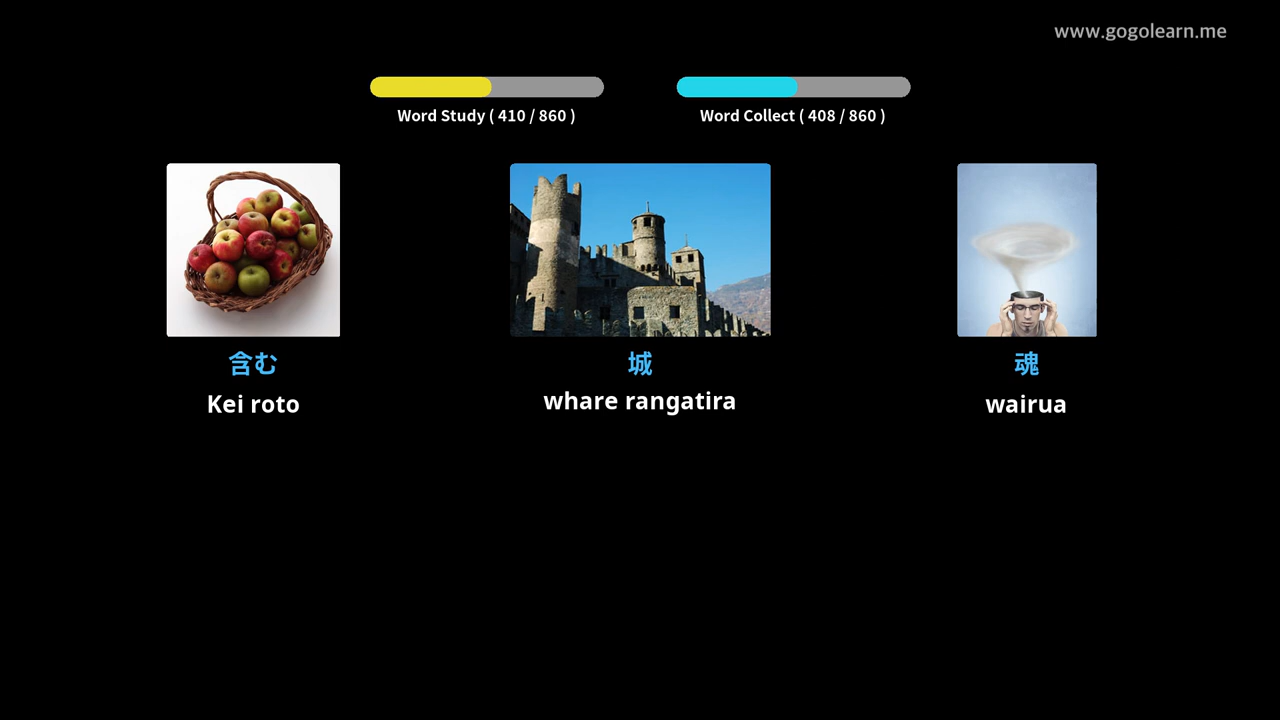 www.gogolearn.me
Word Study ( 410 / 860 )
Word Collect ( 408 / 860 )
含む
城
魂
Kei roto
whare rangatira
wairua